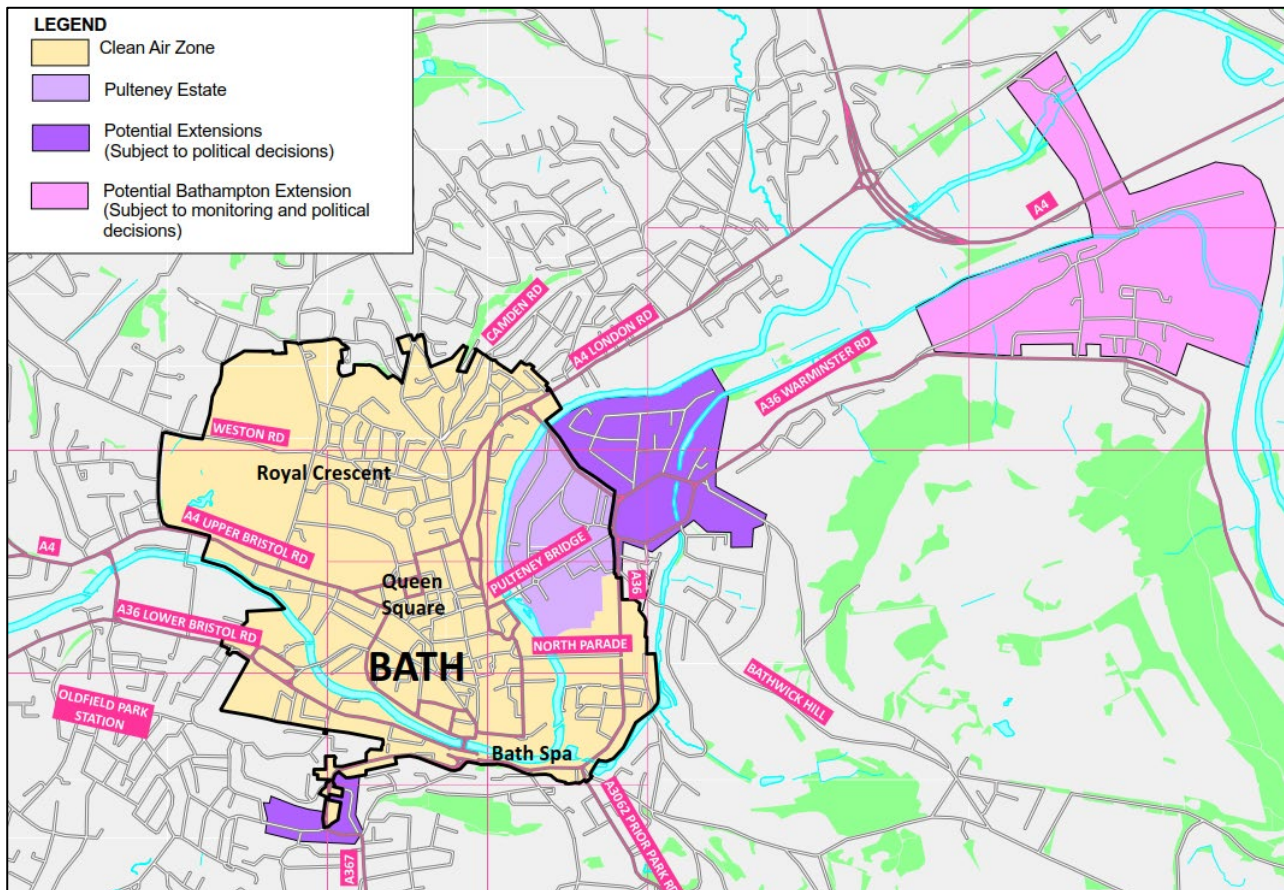 LEGEND
Clean Air Zone
Pulteney Estate
Potential Extensions
(Subject to political decisions)
Potential Bathampton Extension
(Subject to monitoring and political
decisions)
A4
CAMDEN RD
A4 LONDON RD
A36 WARMINSTER RD
WESTON RD
Royal Crescent
A4 UPPER BRISTOL RD
A4
PULTENEY BRIDGE
Queen
Square
A36
A36 LOWER BRISTOL RD
NORTH PARADE
BATH
OLDFIELD PARK
STATION
BATHWICK HILL
Bath Spa
A3062 PRIOR PARK RD
A367